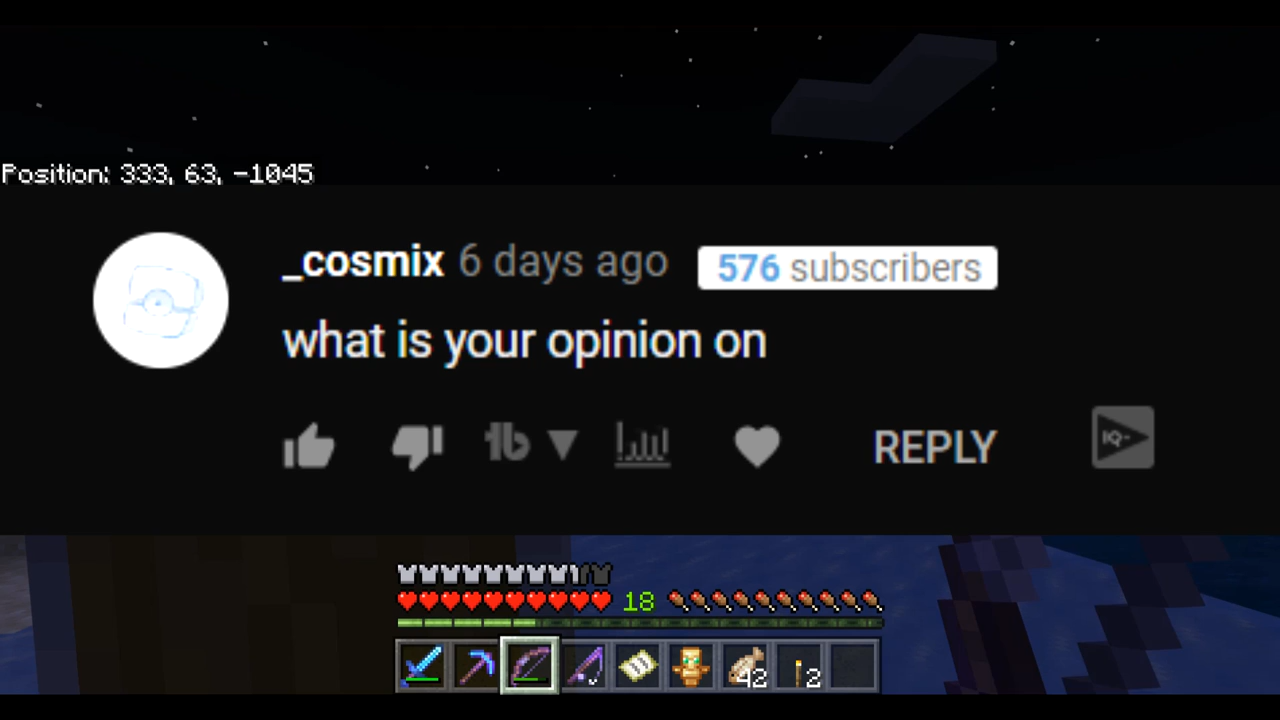 Position: 333, 63, -1045
_cosmix 6 days ago 576 subscribers
what is your opinion on
REPLY
IQ-
18
42 2